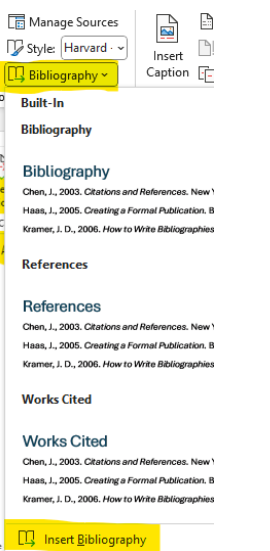 Manage Sources
Style: Harvard -
Bibliography
Insert
Caption
Built-In
Bibliography
Bibliography
Chen, J., 2003. Citations and References. New
Haas, J., 2005. Creating a Formal Publication. B
Kramer, J. D., 2006. How to Write Bibliographies
References
References
Chen, J., 2003. Citations and References. New
Haas, J., 2005. Creating a Formal Publication. B
Kramer, J. D., 2006. How to Write Bibliographies
Works Cited
Works Cited
Chen, J., 2003. Citations and References. New
Haas, J., 2005. Creating a Formal Publication. B
Kramer, J. D., 2006. How to Write Bibliographies
Insert Bibliography